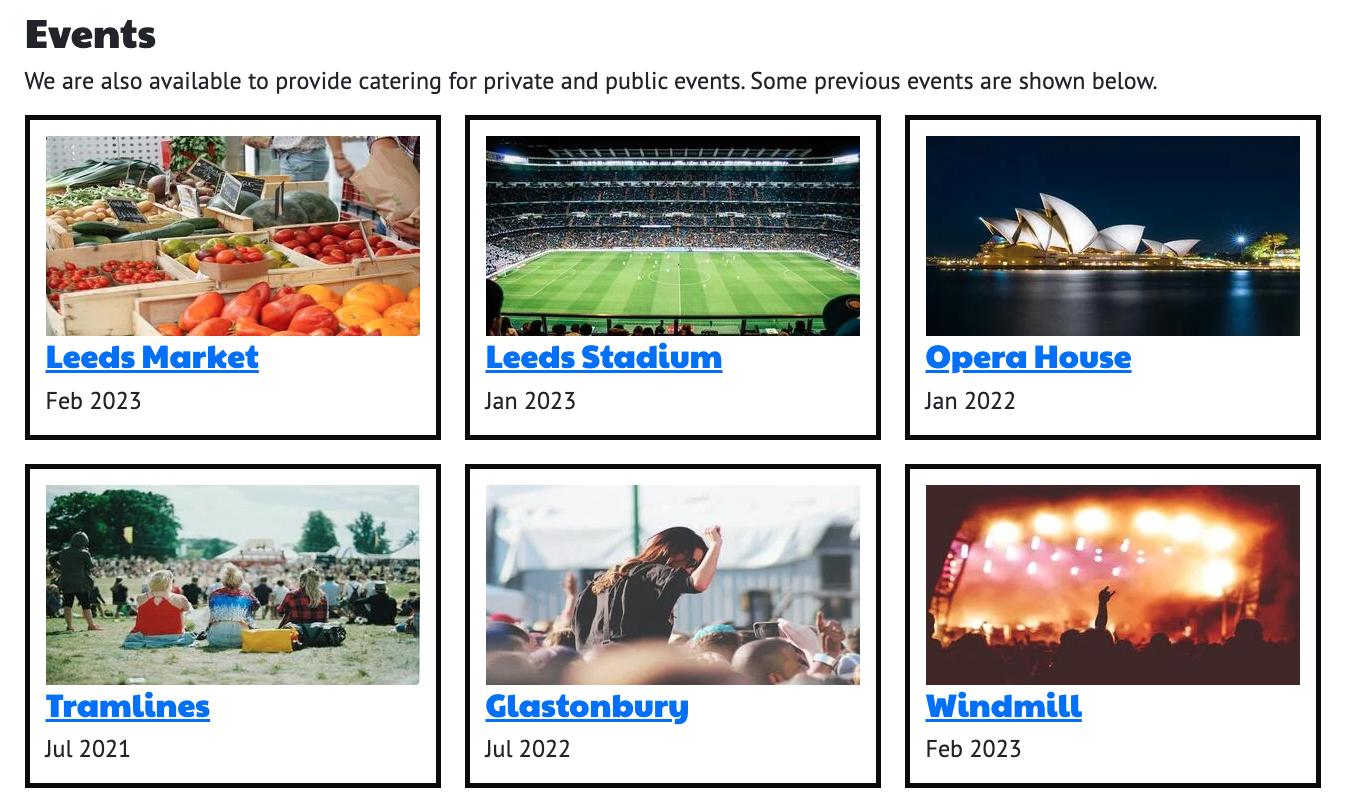 Events
We are also available to provide catering for private and public events. Some previous events are shown below.
Leeds Market
Feb 2023
Leeds Stadium
Jan 2023
Opera House
Jan 2022
Tramlines
Jul 2021
Glastonbury
Jul 2022
Windmill
Feb 2023